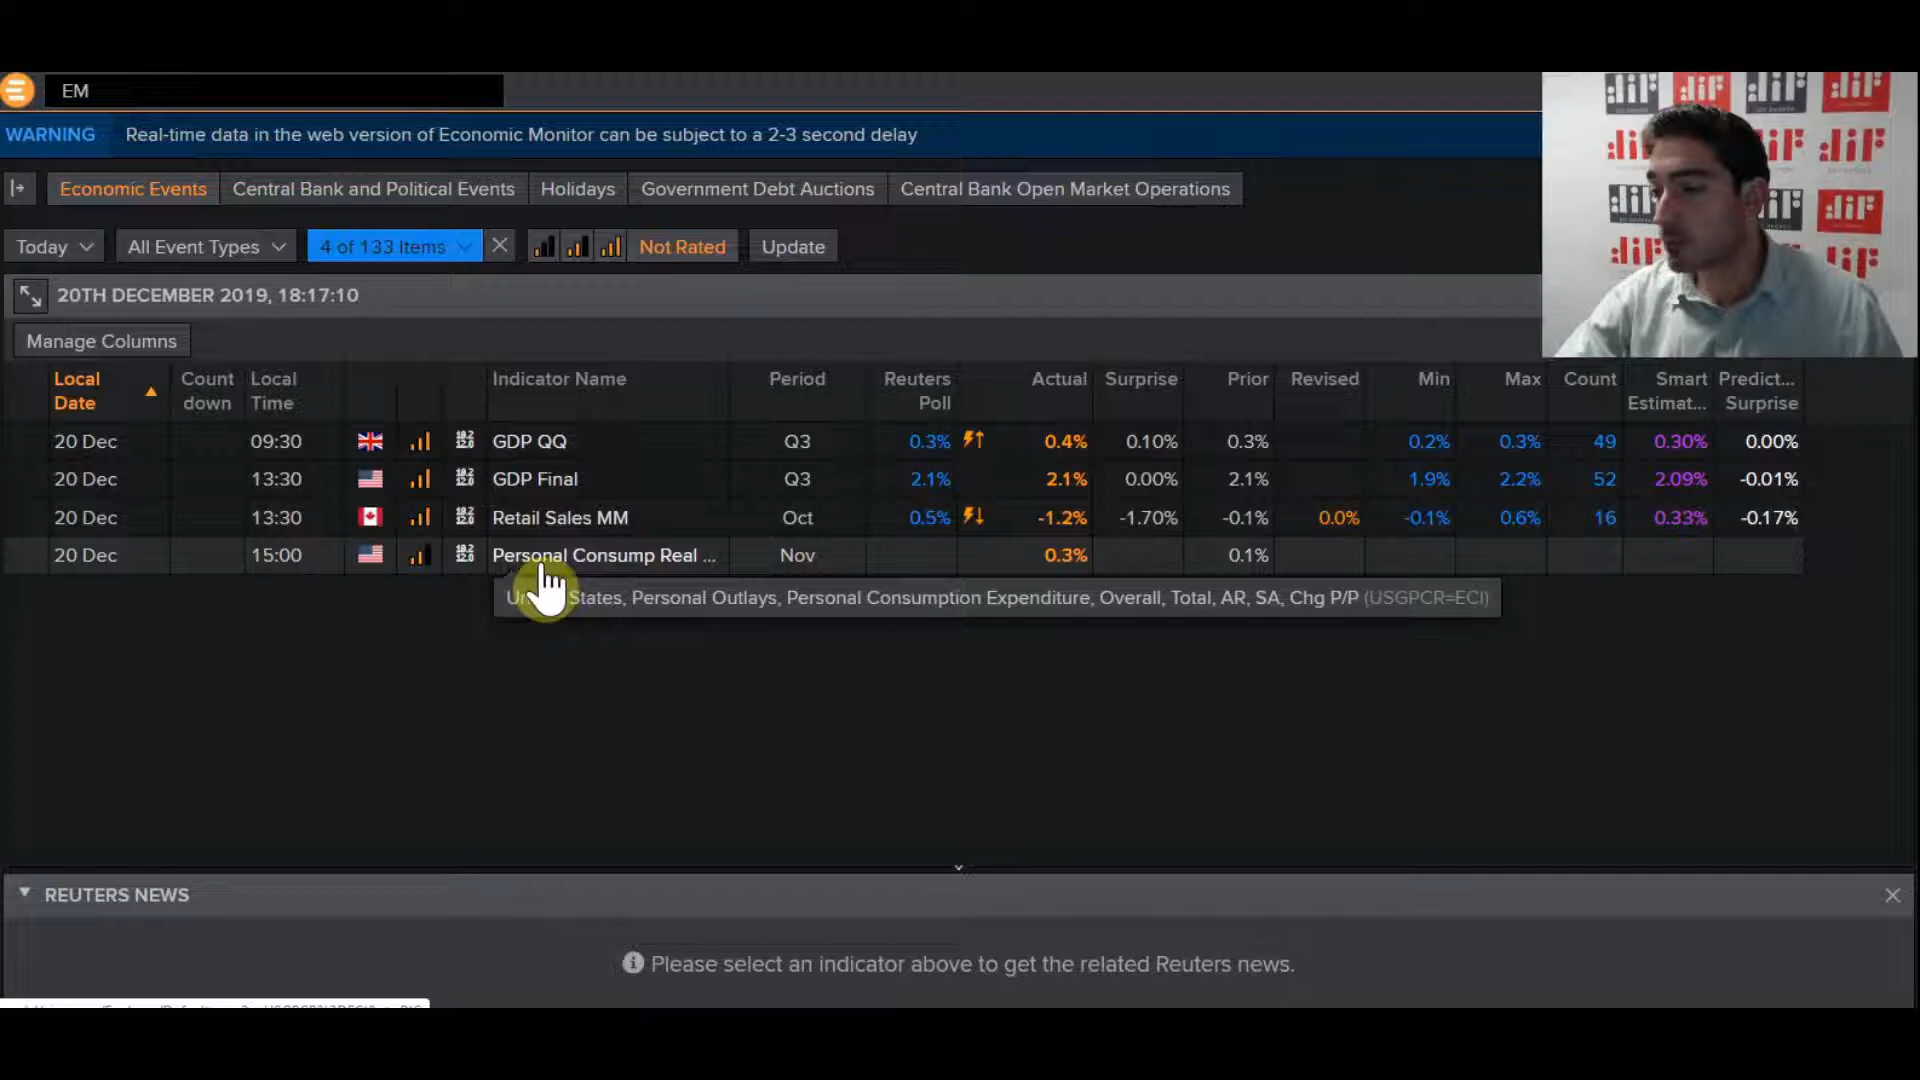 EM
WARNING Real-time data in the web version of Economic Monitor can be subject to a 2-3 second delay
Economic Events Central Bank and Political Events Holidays Government Debt Auctions Central Bank Open Market Operations
Today All Event Types 4 of 133 Items Not Rated Update
20TH DECEMBER 2019, 18:17:10
Manage Columns
Local Date Count down Local Time Indicator Name Period Reuters Poll Actual Surprise Prior Revised Min Max Count Smart Estimat... Predict... Surprise
20 Dec 09:30 GDP QQ Q3 0.3% 0.4% 0.10% 0.3% 0.2% 0.3% 49 0.30% 0.00%
20 Dec 13:30 GDP Final Q3 2.1% 2.1% 0.00% 2.1% 1.9% 2.2% 52 2.09% -0.01%
20 Dec 13:30 Retail Sales MM Oct 0.5% -1.2% -1.70% -0.1% 0.0% -0.1% 0.6% 16 0.33% -0.17%
20 Dec 15:00 Personal Consump Real ... Nov 0.3% 0.1%
States, Personal Outlays, Personal Consumption Expenditure, Overall, Total, AR, SA, Chg P/P (USGPCR=ECI)
REUTERS NEWS
Please select an indicator above to get the related Reuters news.